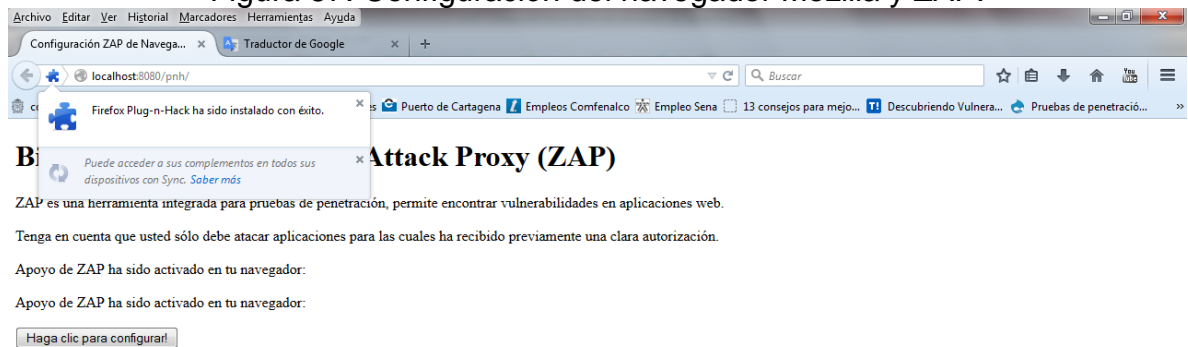 Archivo Editar Ver Historial Marcadores Herramientas Ayuda
Configuración ZAP de Navega... × Traductor de Google × +
localhost:8080/pnh/ Buscar
Firefox Plug-n-Hack ha sido instalado con éxito. ×
Puerto de Cartagena Empleos Comfenalco Empleo Sena 13 consejos para mejo... Descubriendo Vulnera... Pruebas de penetració... »
Puede acceder a sus complementos en todos sus ×
dispositivos con Sync. Saber más
Attack Proxy (ZAP)
ZAP es una herramienta integrada para pruebas de penetración, permite encontrar vulnerabilidades en aplicaciones web.
Tenga en cuenta que usted sólo debe atacar aplicaciones para las cuales ha recibido previamente una clara autorización.
Apoyo de ZAP ha sido activado en tu navegador:
Apoyo de ZAP ha sido activado en tu navegador:
Haga clic para configurar!